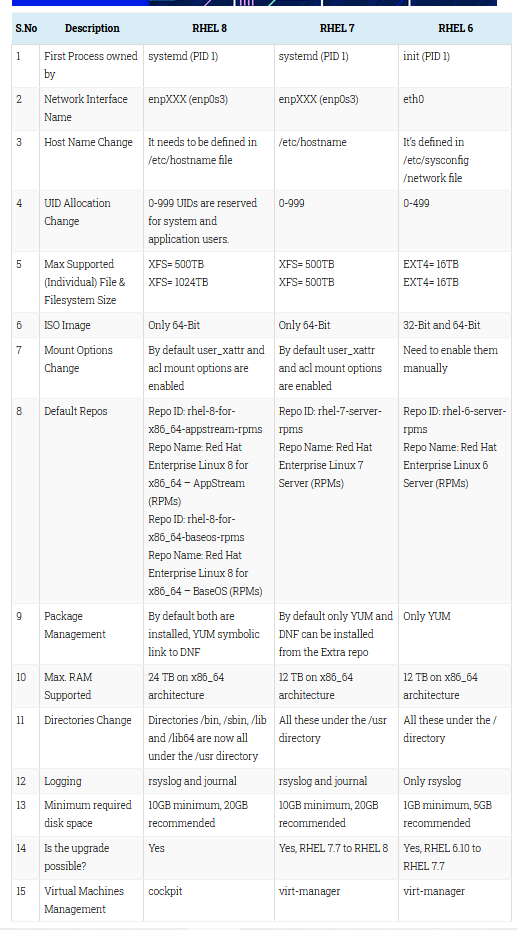 S.No Description RHEL 8 RHEL 7 RHEL 6
1 First Process owned by systemd (PID 1) systemd (PID 1) init (PID 1)
2 Network Interface Name enpXXX (enp0s3) enpXXX (enp0s3) eth0
3 Host Name Change It needs to be defined in /etc/hostname file /etc/hostname It's defined in /etc/sysconfig /network file
4 UID Allocation Change 0-999 UIDs are reserved for system and application users. 0-999 0-499
5 Max Supported (Individual) File & Filesystem Size XFS= 500TB XFS= 1024TB XFS= 500TB XFS= 500TB EXT4= 16TB EXT4= 16TB
6 ISO Image Only 64-Bit Only 64-Bit 32-Bit and 64-Bit
7 Mount Options Change By default user_xattr and acl mount options are enabled By default user_xattr and acl mount options are enabled Need to enable them manually
8 Default Repos Repo ID: rhel-8-for-x86_64-appstream-rpms Repo Name: Red Hat Enterprise Linux 8 for x86_64 – AppStream (RPMs) Repo ID: rhel-8-for-x86_64-baseos-rpms Repo Name: Red Hat Enterprise Linux 8 for x86_64 – BaseOS (RPMs) Repo ID: rhel-7-server-rpms Repo Name: Red Hat Enterprise Linux 7 Server (RPMs) Repo ID: rhel-6-server-rpms Repo Name: Red Hat Enterprise Linux 6 Server (RPMs)
9 Package Management By default both are installed, YUM symbolic link to DNF By default only YUM and DNF can be installed from the Extra repo Only YUM
10 Max. RAM Supported 24 TB on x86_64 architecture 12 TB on x86_64 architecture 12 TB on x86_64 architecture
11 Directories Change Directories /bin, /sbin, /lib and /lib64 are now all under the /usr directory All these under the /usr directory All these under the / directory
12 Logging rsyslog and journal rsyslog and journal Only rsyslog
13 Minimum required disk space 10GB minimum, 20GB recommended 10GB minimum, 20GB recommended 1GB minimum, 5GB recommended
14 Is the upgrade possible? Yes Yes, RHEL 7.7 to RHEL 8 Yes, RHEL 6.10 to RHEL 7.7
15 Virtual Machines Management cockpit virt-manager virt-manager